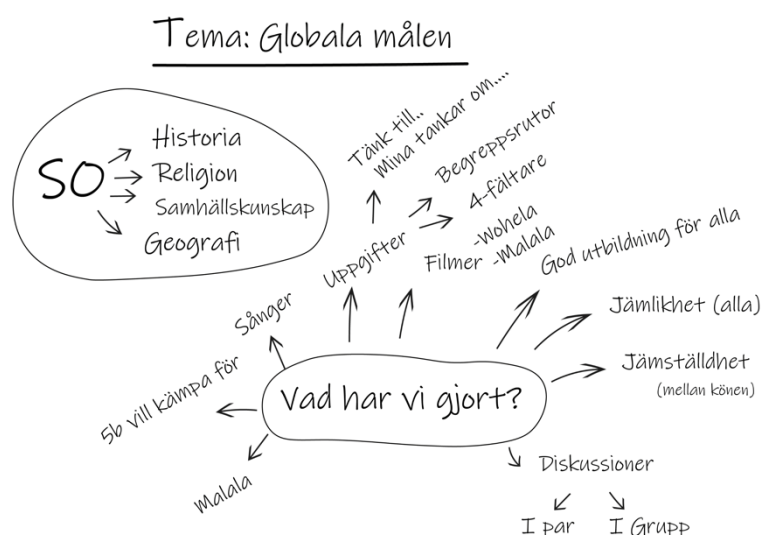 Tema: Globala målen
SO
Historia
Religion
Samhällskunskap
Geografi
Tänk till..
Mina tankar om....
Begreppsrutor
4-fältare
Uppgifter
Filmer
-Wohela
-Malala
God utbildning för alla
Jämlikhet (alla)
Jämställdhet
(mellan könen)
Sånger
5b vill kämpa för
Malala
Vad har vi gjort?
Diskussioner
I par
I Grupp